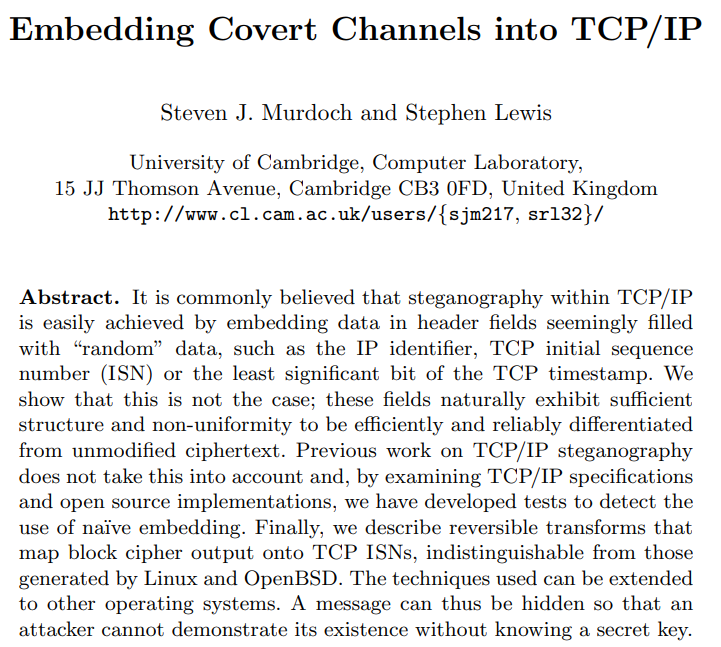 Embedding Covert Channels into TCP/IP
Steven J. Murdoch and Stephen Lewis
University of Cambridge, Computer Laboratory,
15 JJ Thomson Avenue, Cambridge CB3 0FD, United Kingdom
http://www.cl.cam.ac.uk/users/{sjm217, srl32}/
Abstract. It is commonly believed that steganography within TCP/IP
is easily achieved by embedding data in header fields seemingly filled
with “random” data, such as the IP identifier, TCP initial sequence
number (ISN) or the least significant bit of the TCP timestamp. We
show that this is not the case; these fields naturally exhibit sufficient
structure and non-uniformity to be efficiently and reliably differentiated
from unmodified ciphertext. Previous work on TCP/IP steganography
does not take this into account and, by examining TCP/IP specifications
and open source implementations, we have developed tests to detect the
use of naïve embedding. Finally, we describe reversible transforms that
map block cipher output onto TCP ISNs, indistinguishable from those
generated by Linux and OpenBSD. The techniques used can be extended
to other operating systems. A message can thus be hidden so that an
attacker cannot demonstrate its existence without knowing a secret key.